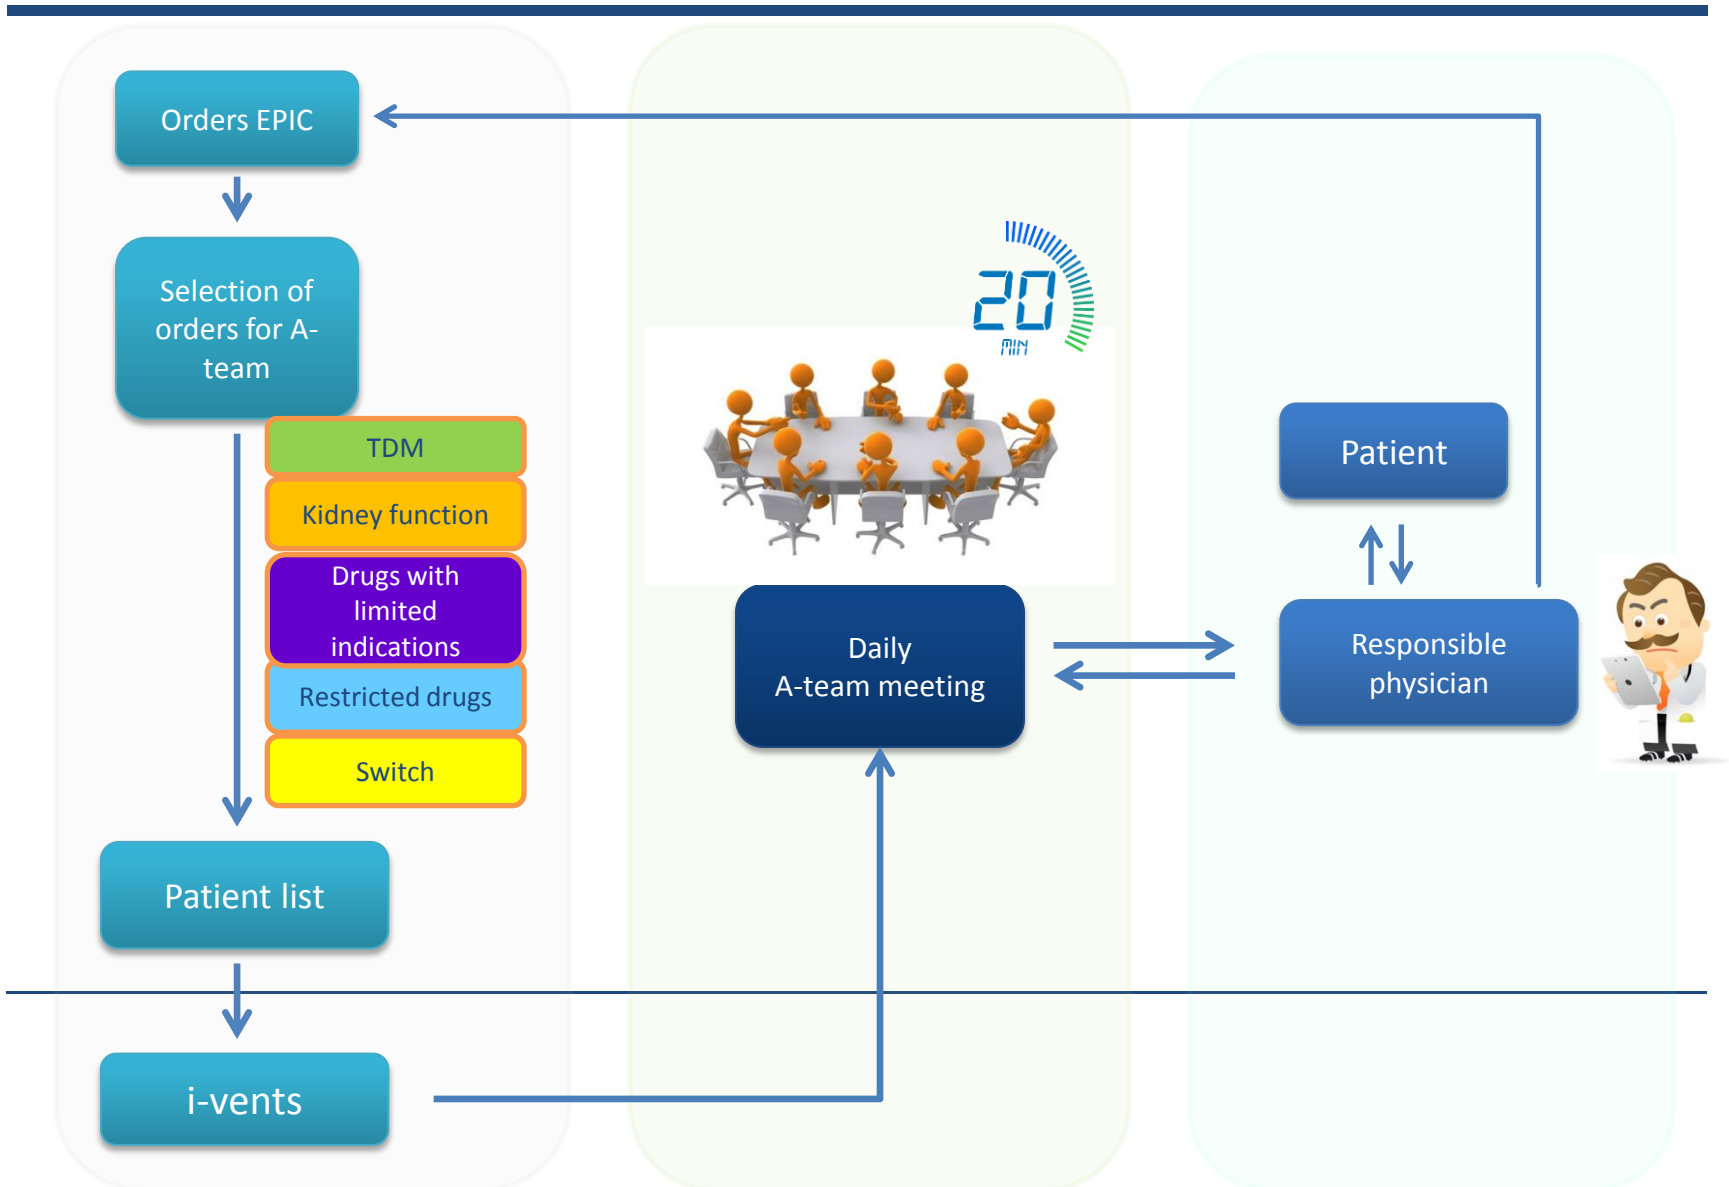 Orders EPIC
Selection of
orders for A-
team
TDM
Kidney function
Drugs with
limited
indications
Restricted drugs
Switch
Patient list
i-vents
20
MIN
Daily
A-team meeting
Patient
Responsible
physician